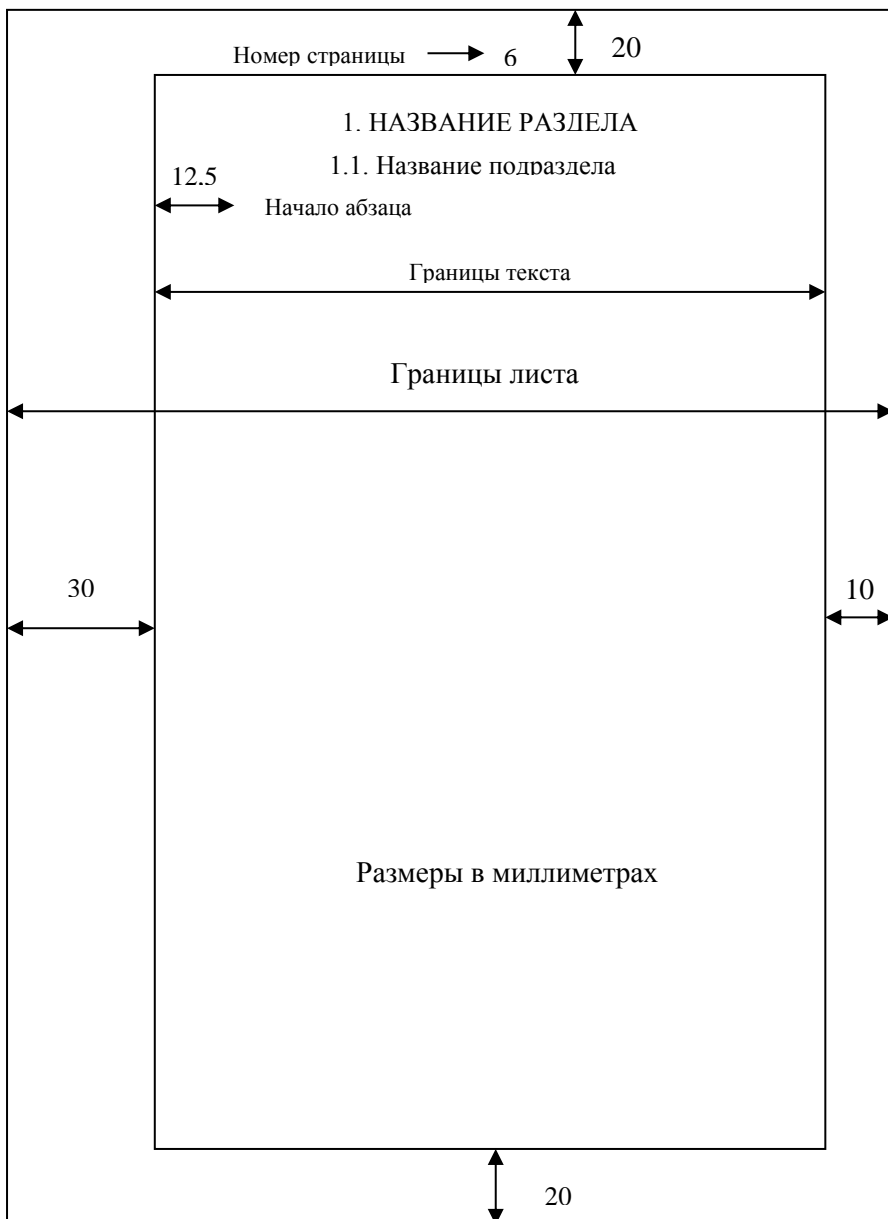 Номер страницы 6 20
1. НАЗВАНИЕ РАЗДЕЛА
1.1. Название подраздела
12.5
Начало абзаца
Границы текста
Границы листа
30
10
Размеры в миллиметрах
20